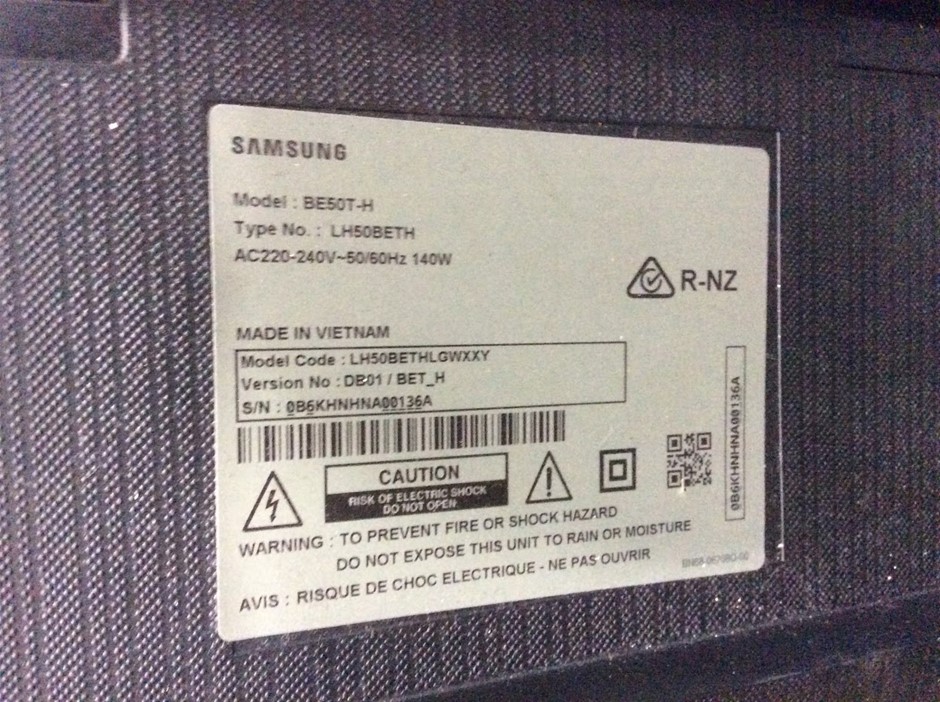 SAMSUNG
Model : BE50T-H
Type No. : LH50BETH
AC220-240V~50/60Hz 140W
R-NZ
MADE IN VIETNAM
Model Code : LH50BETHLGWXXY
Version No : DB01 / BET_H
S/N : 0B6KHNHNA00136A
0B6KHNHNA00136A
CAUTION
RISK OF ELECTRIC SHOCK
DO NOT OPEN
WARNING : TO PREVENT FIRE OR SHOCK HAZARD
DO NOT EXPOSE THIS UNIT TO RAIN OR MOISTURE
AVIS : RISQUE DE CHOC ELECTRIQUE - NE PAS OUVRIR